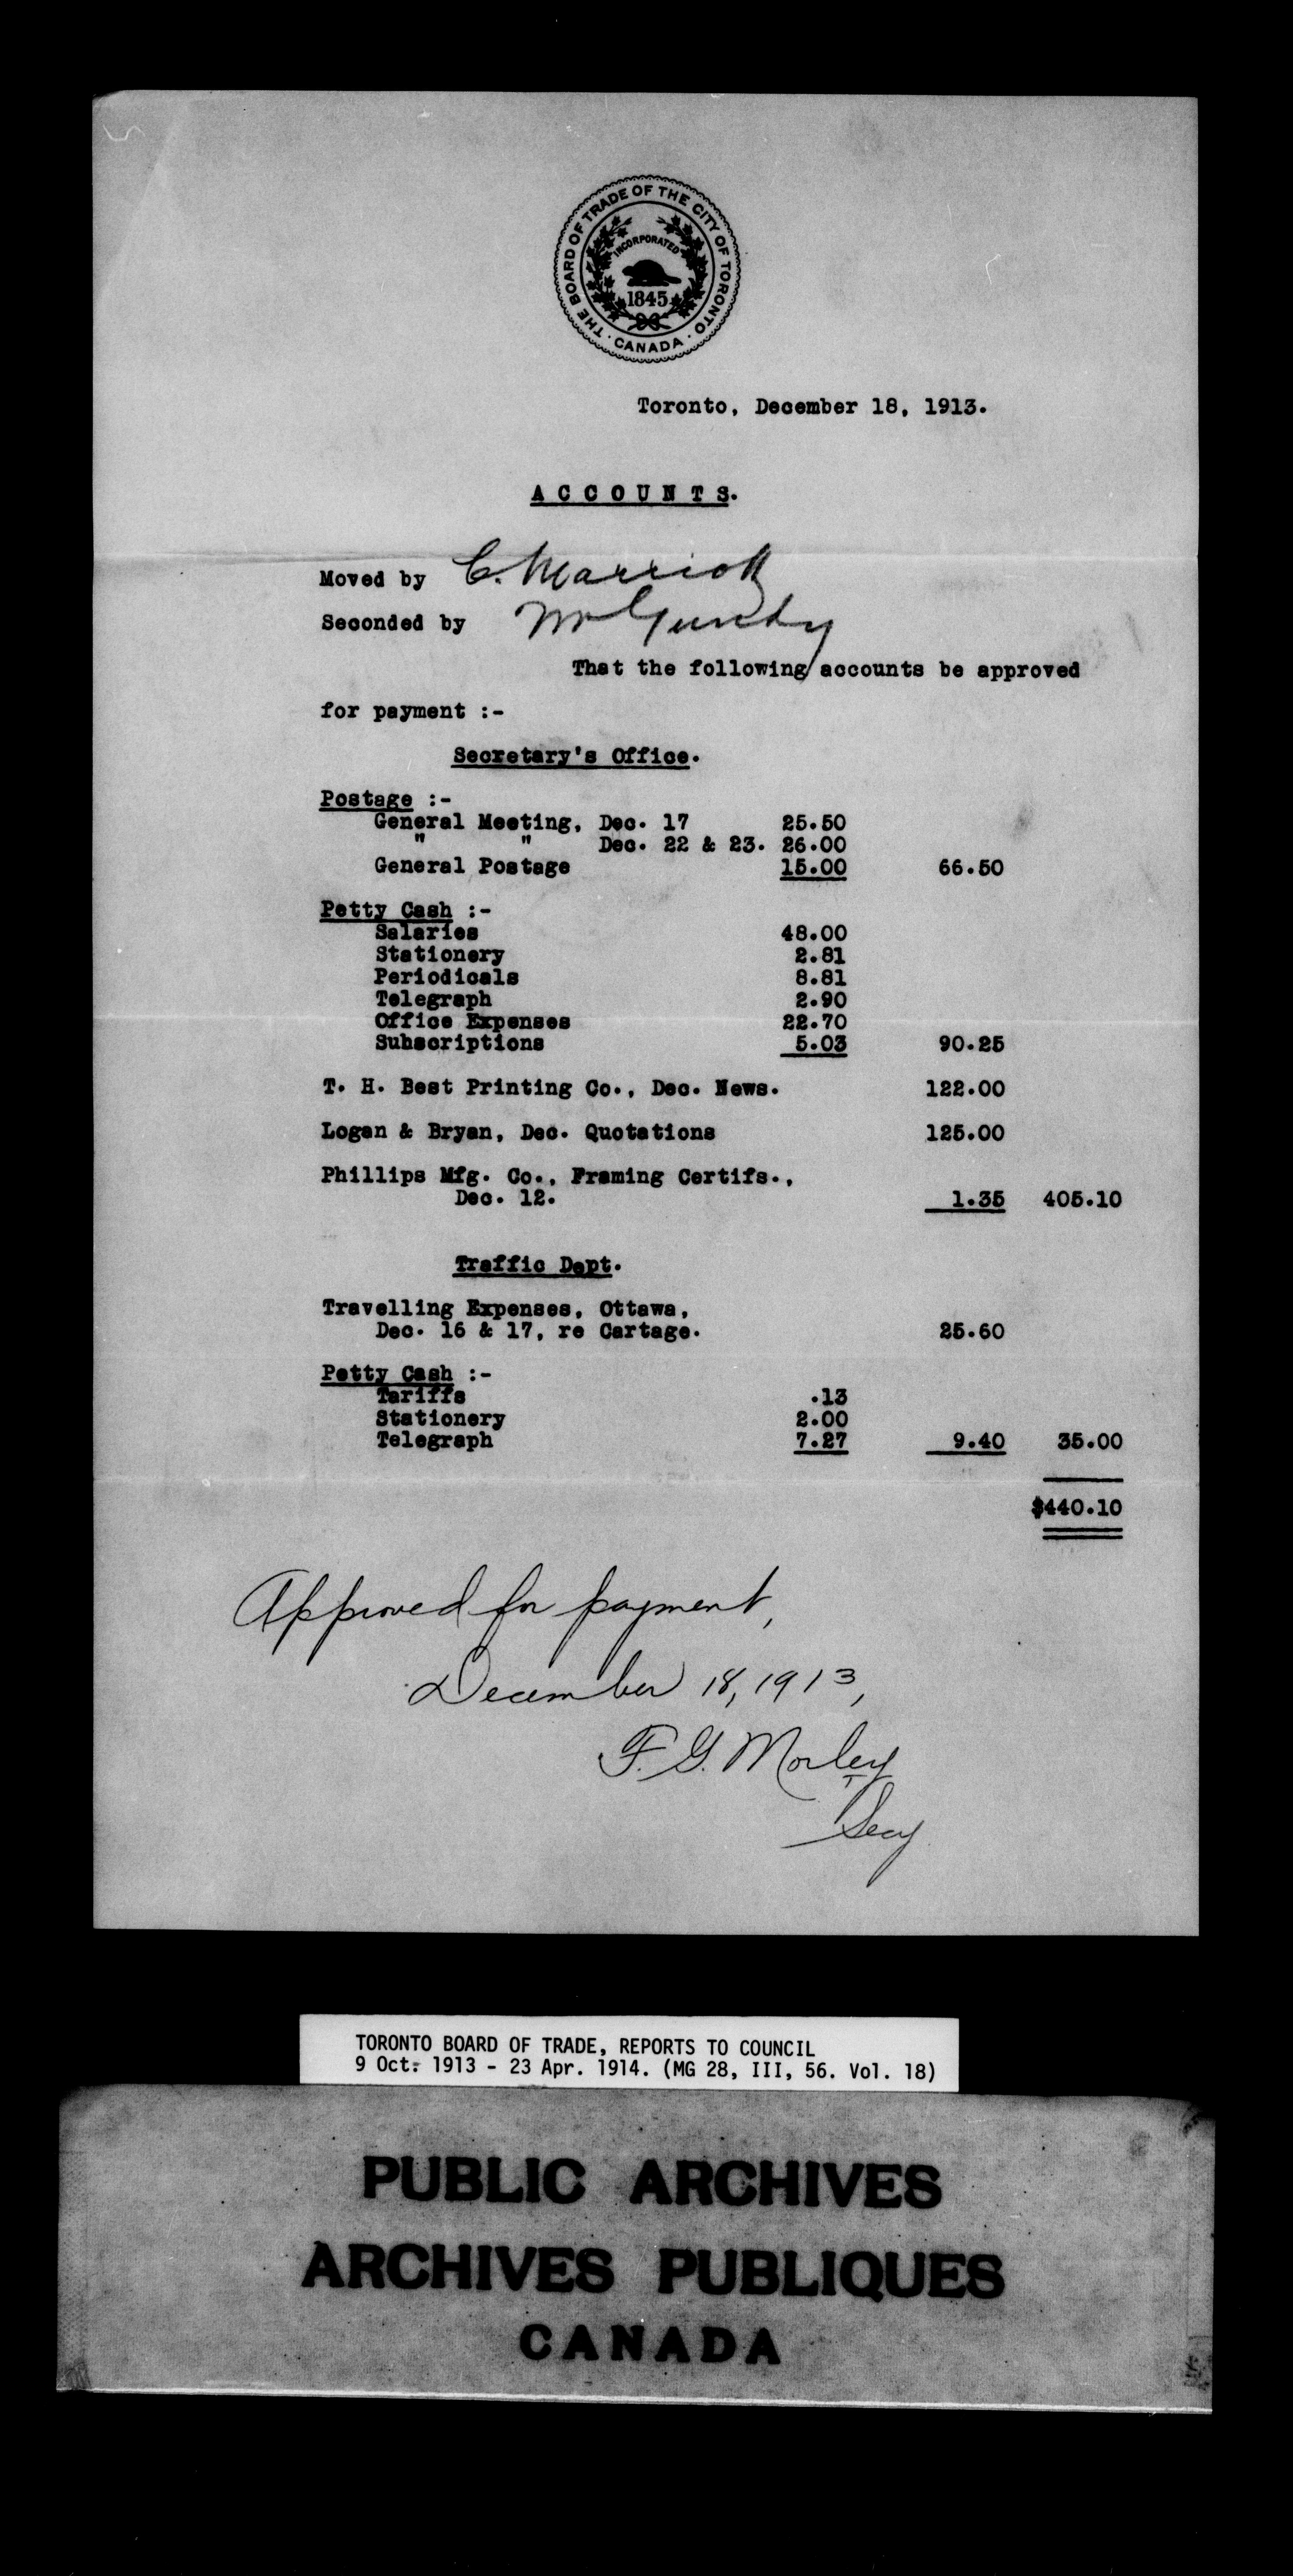 THE BOARD OF TRADE OF THE CITY OF TORONTO · CANADA ·
INCORPORATED
1845
Toronto, December 18, 1913.
ACCOUNTS.
Moved by C. Marriott
Seconded by Mr Gundy
That the following accounts be approved
for payment :-
Secretary's Office.
Postage :-
General Meeting, Dec. 17 25.50
" " Dec. 22 & 23. 26.00
General Postage 15.00 66.50
Petty Cash :-
Salaries 48.00
Stationery 2.81
Periodicals 8.81
Telegraph 2.90
Office Expenses 22.70
Subscriptions 5.03 90.25
T. H. Best Printing Co., Dec. News. 122.00
Logan & Bryan, Dec. Quotations 125.00
Phillips Mfg. Co., Framing Certifs.,
Dec. 12. 1.35 405.10
Traffic Dept.
Travelling Expenses, Ottawa,
Dec. 16 & 17, re Cartage. 25.60
Petty Cash :-
Tariffs .13
Stationery 2.00
Telegraph 7.27 9.40 35.00
$440.10
Approved for payment,
December 18, 1913,
F. G. Morley
Secy
TORONTO BOARD OF TRADE, REPORTS TO COUNCIL
9 Oct. 1913 - 23 Apr. 1914. (MG 28, III, 56. Vol. 18)
PUBLIC ARCHIVES
ARCHIVES PUBLIQUES
CANADA